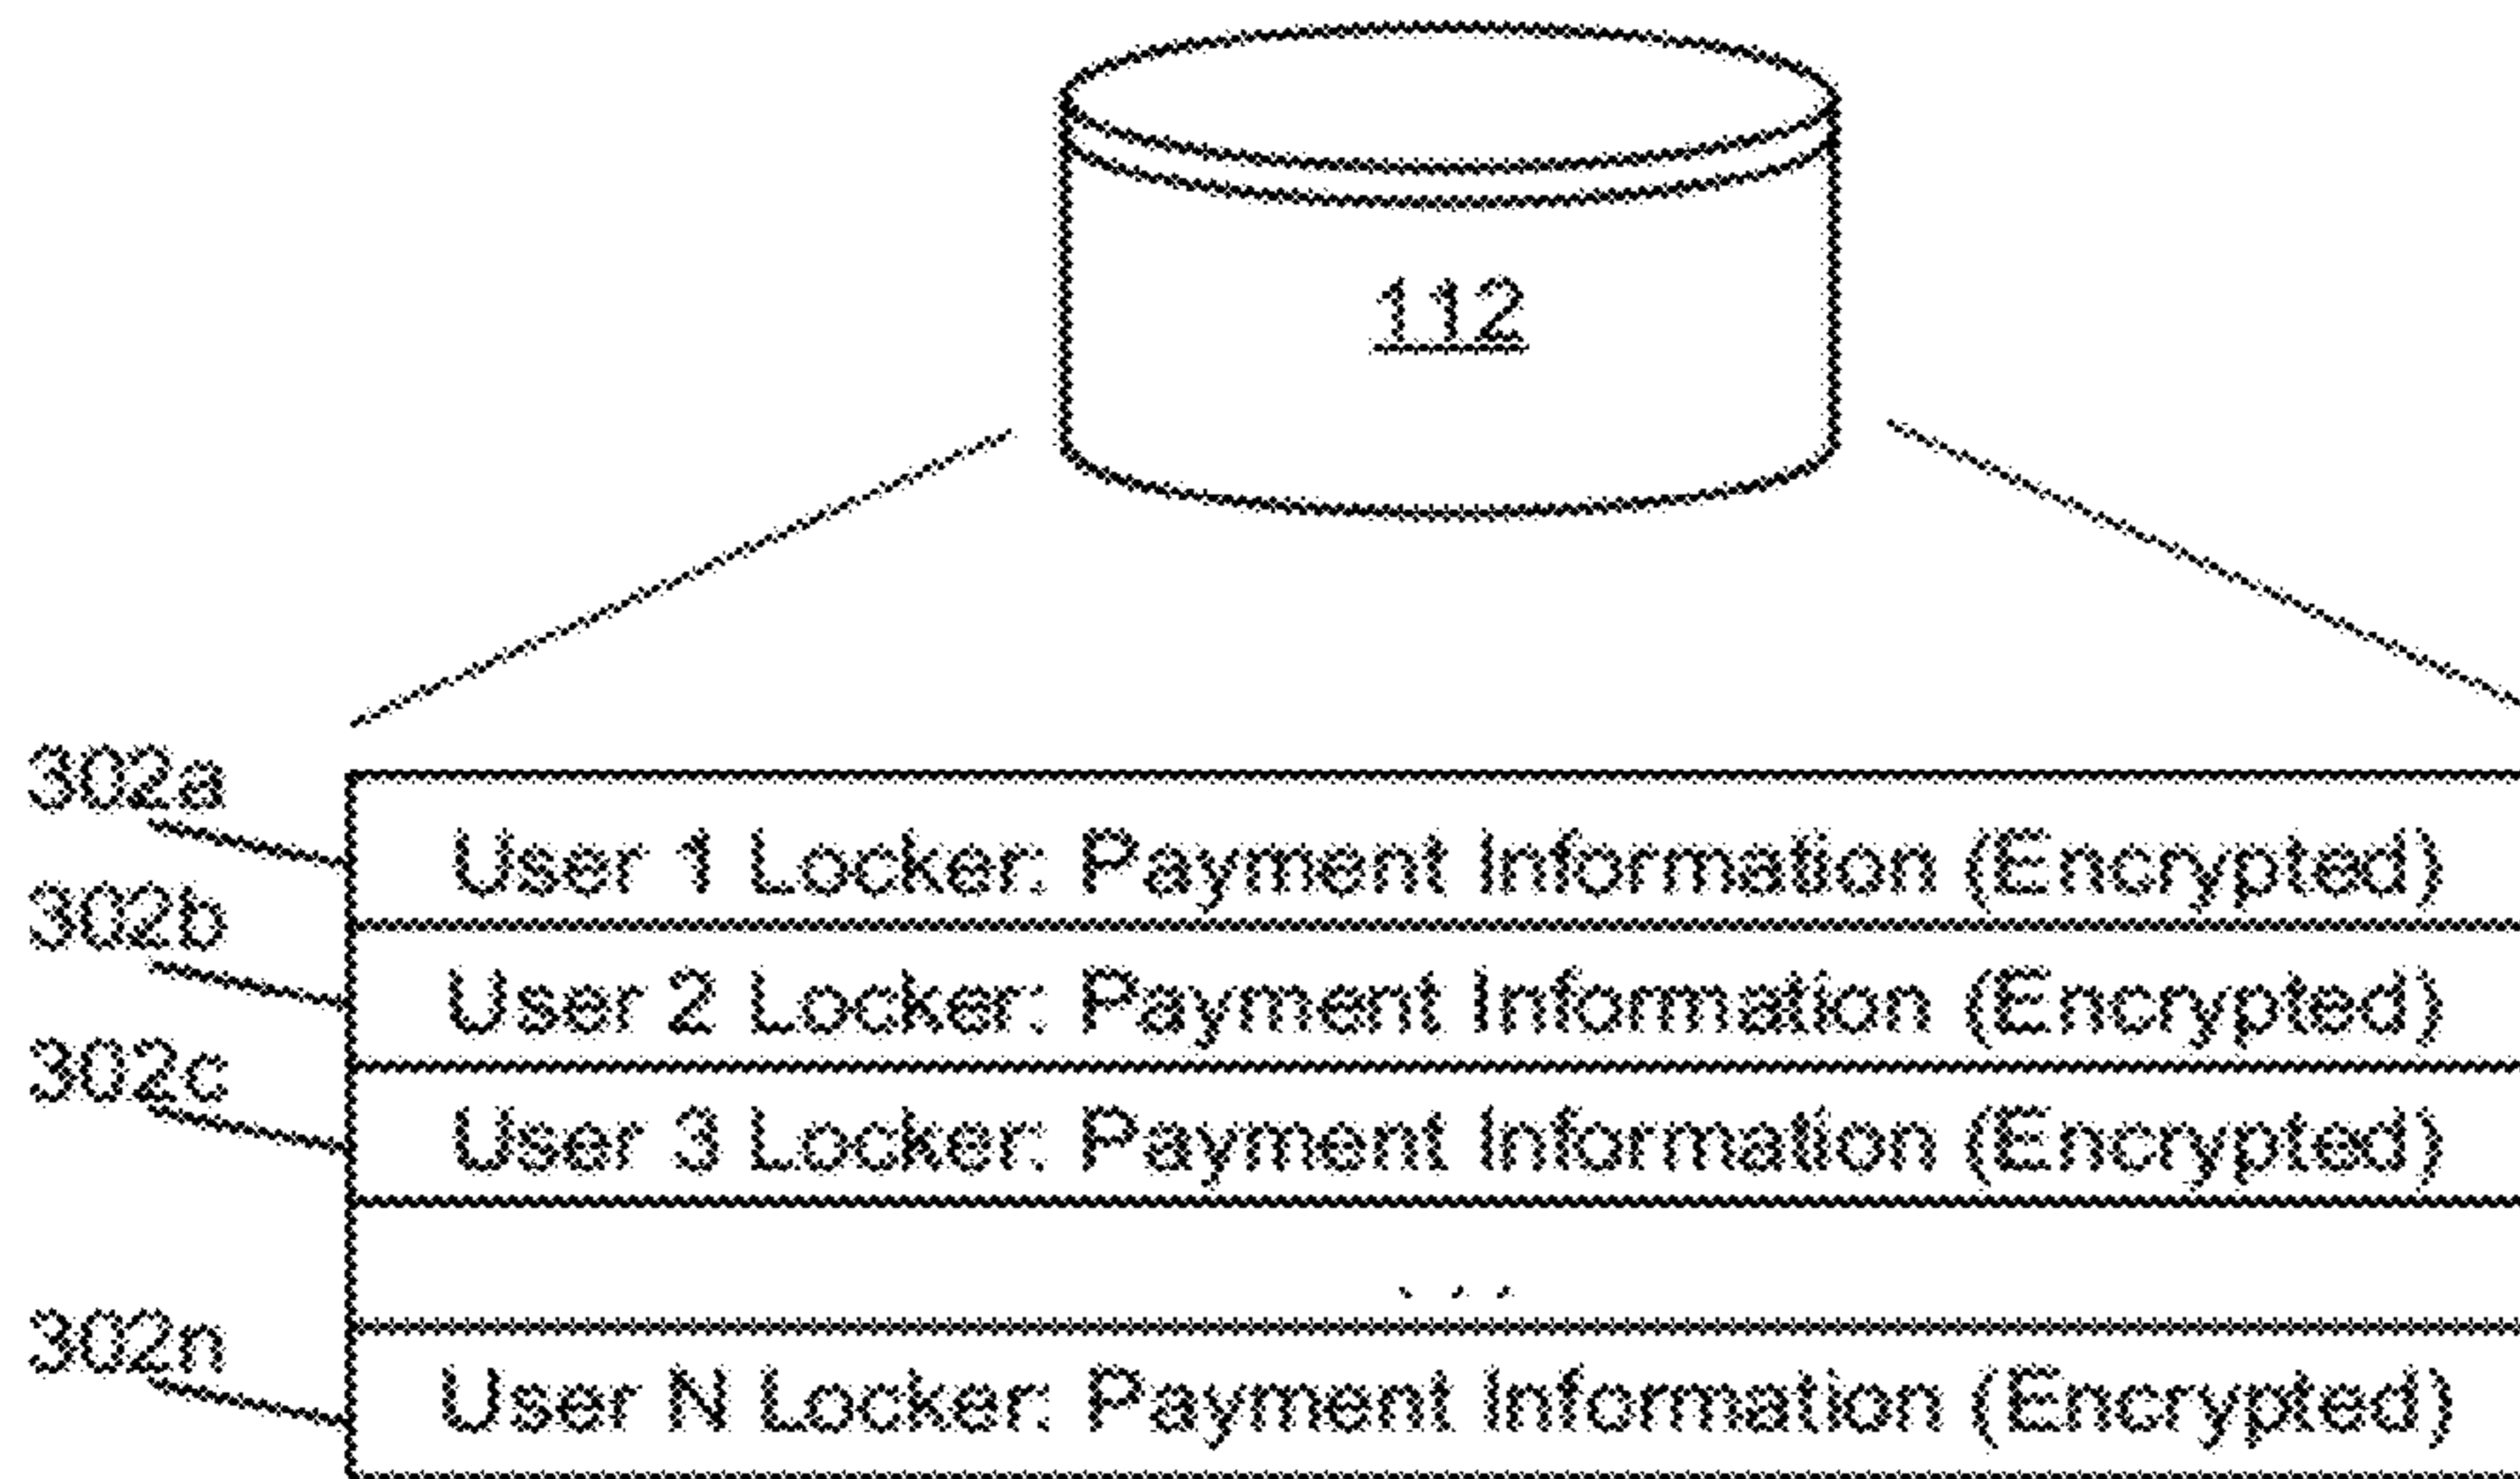 112
302a
User 1 Locker: Payment Information (Encrypted)
302b
User 2 Locker: Payment Information (Encrypted)
302c
User 3 Locker: Payment Information (Encrypted)
...
302n
User N Locker: Payment Information (Encrypted)